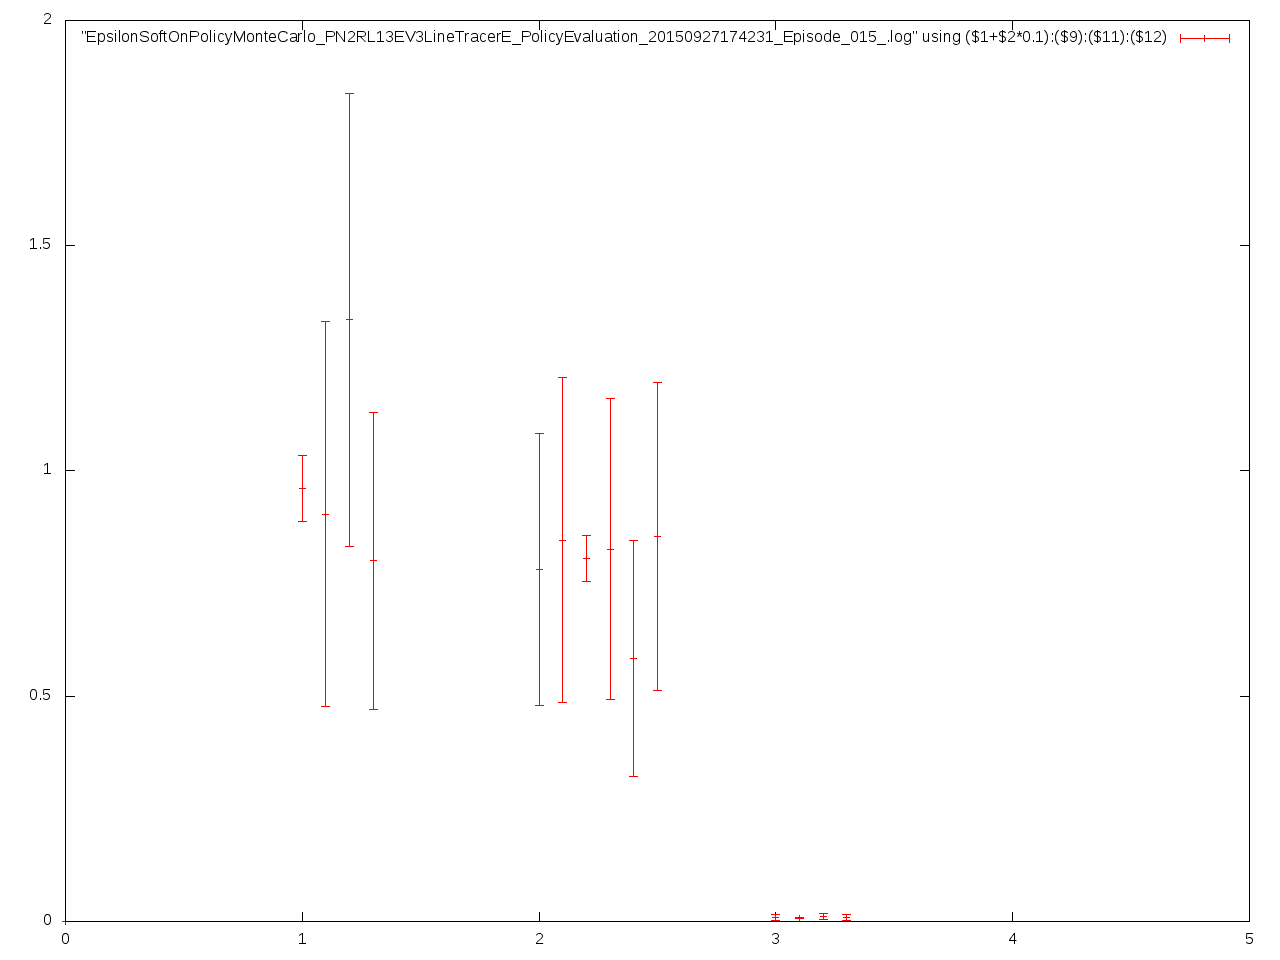 2
"EpsilonSoftOnPolicyMonteCarlo_PN2RL13EV3LineTracerE_PolicyEvaluation_20150927174231_Episode_015_.log" using ($1+$2*0.1):($9):($11):($12)
1.5
1
0.5
0
0 1 2 3 4 5